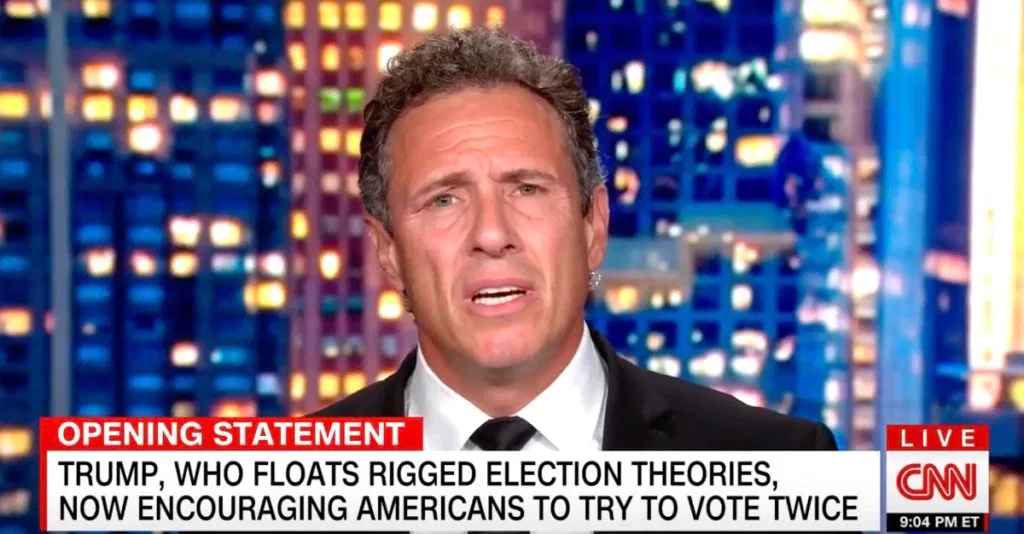 OPENING STATEMENT
TRUMP, WHO FLOATS RIGGED ELECTION THEORIES,
NOW ENCOURAGING AMERICANS TO TRY TO VOTE TWICE
LIVE
CNN
9:04 PM ET